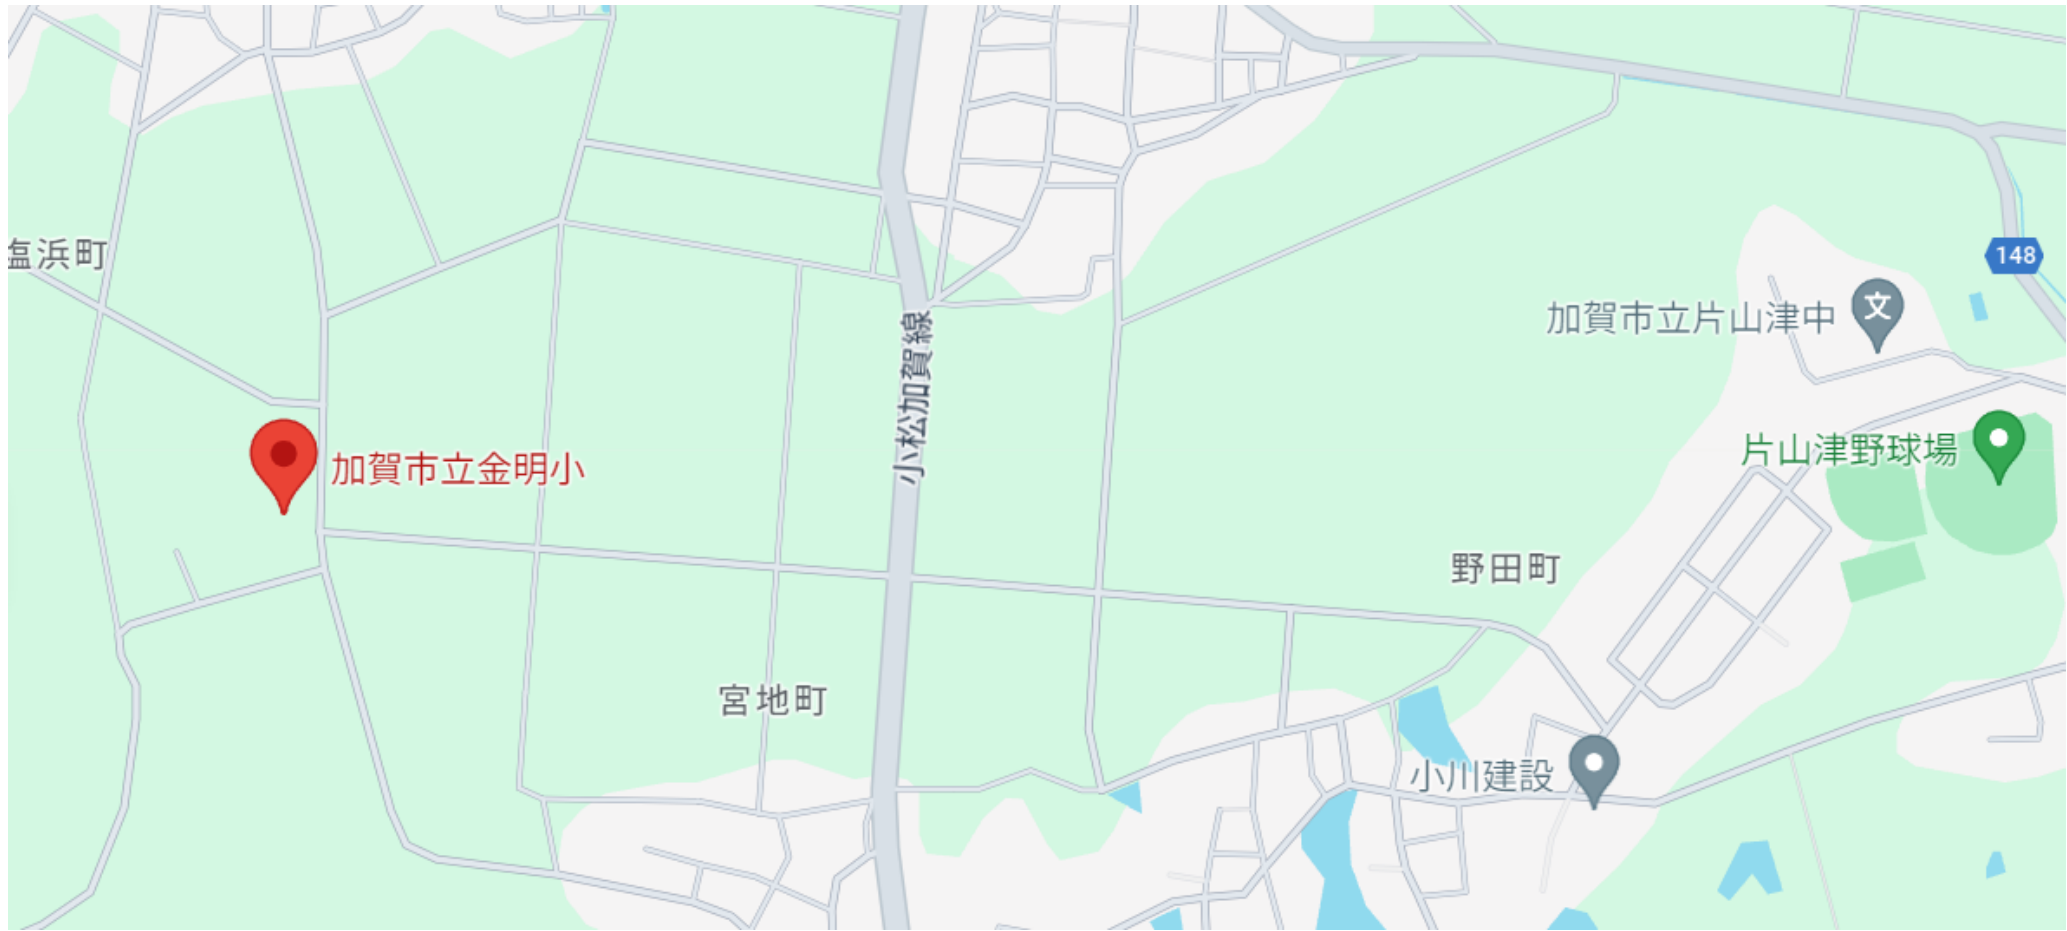 148
塩浜町
加賀市立片山津中
文
小松加賀線
片山津野球場
加賀市立金明小
野田町
宮地町
小川建設